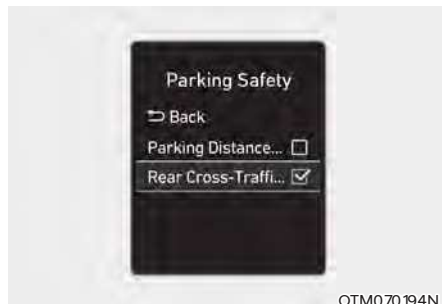 Parking Safety
⮌ Back
Parking Distance...
Rear Cross-Traffi...
OTM070194N